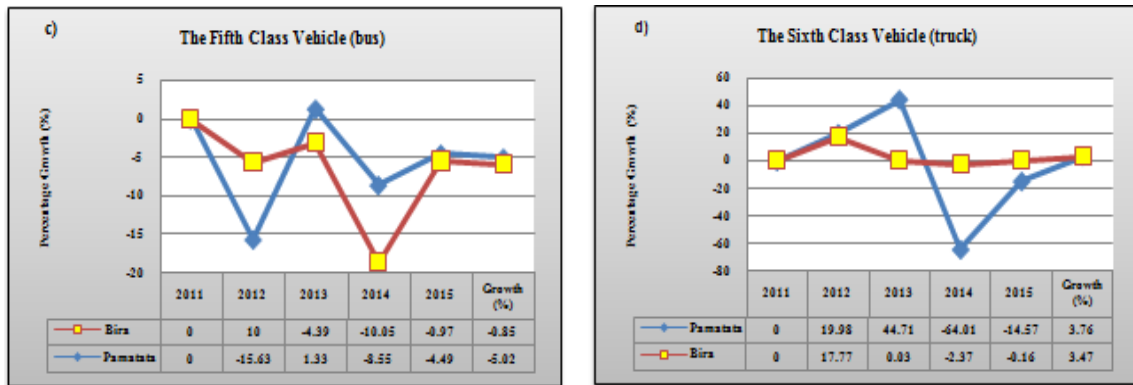 c)
The Fifth Class Vehicle (bus)
Percentage Growth (%)
5
0
-5
-10
-15
-20
2011 2012 2013 2014 2015 Growth (%)
Bira 0 10 -4.39 -10.05 -0.97 -0.85
Pamatata 0 -15.63 1.33 -8.55 -4.49 -5.02
d)
The Sixth Class Vehicle (truck)
Percentage Growth (%)
60
40
20
0
-20
-40
-60
-80
2011 2012 2013 2014 2015 Growth (%)
Pamatata 0 19.98 44.71 -64.01 -14.57 3.76
Bira 0 17.77 0.03 -2.37 -0.16 3.47